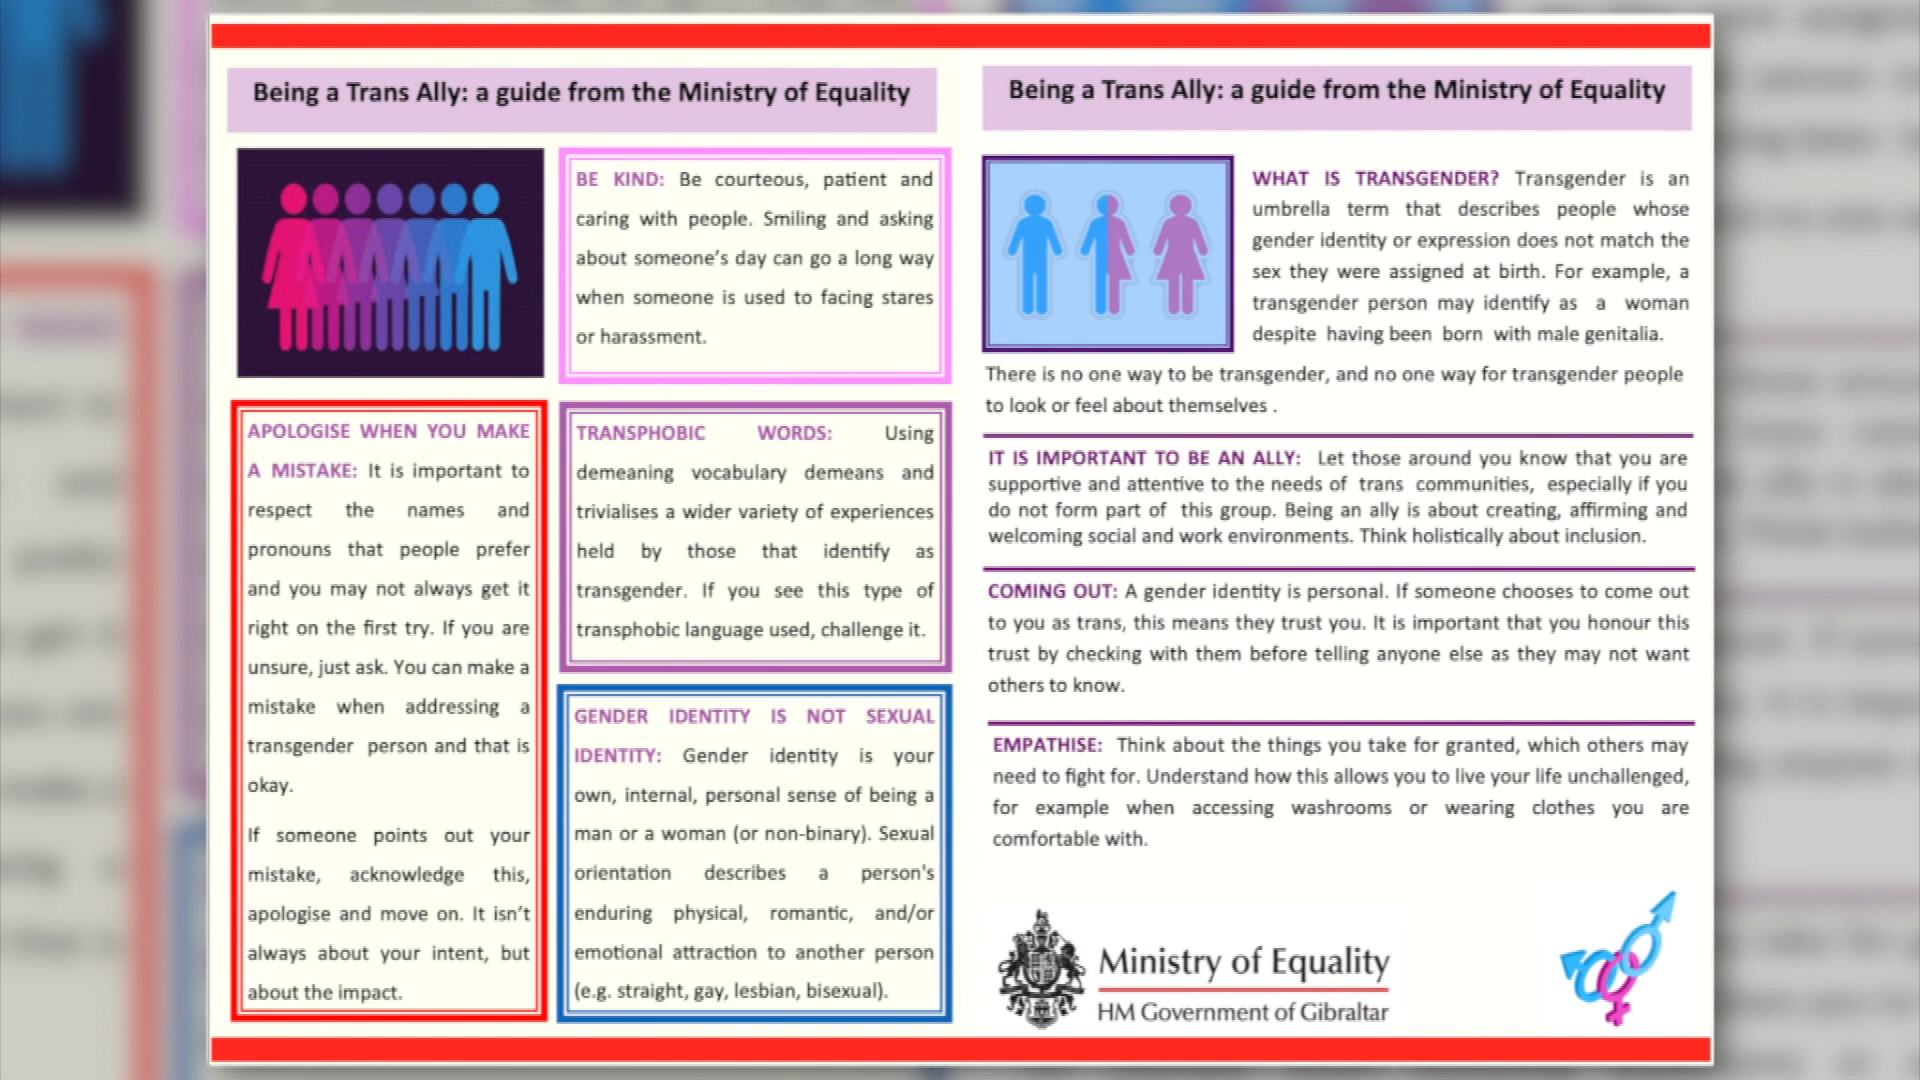 Being a Trans Ally: a guide from the Ministry of Equality
BE KIND: Be courteous, patient and
caring with people. Smiling and asking
about someone's day can go a long way
when someone is used to facing stares
or harassment.
APOLOGISE WHEN YOU MAKE
A MISTAKE: It is important to
respect the names and
pronouns that people prefer
and you may not always get it
right on the first try. If you are
unsure, just ask. You can make a
mistake when addressing a
transgender person and that is
okay.
If someone points out your
mistake, acknowledge this,
apologise and move on. It isn't
always about your intent, but
about the impact.
TRANSPHOBIC WORDS: Using
demeaning vocabulary demeans and
trivialises a wider variety of experiences
held by those that identify as
transgender. If you see this type of
transphobic language used, challenge it.
GENDER IDENTITY IS NOT SEXUAL
IDENTITY: Gender identity is your
own, internal, personal sense of being a
man or a woman (or non-binary). Sexual
orientation describes a person's
enduring physical, romantic, and/or
emotional attraction to another person
(e.g. straight, gay, lesbian, bisexual).
Being a Trans Ally: a guide from the Ministry of Equality
WHAT IS TRANSGENDER? Transgender is an
umbrella term that describes people whose
gender identity or expression does not match the
sex they were assigned at birth. For example, a
transgender person may identify as a woman
despite having been born with male genitalia.
There is no one way to be transgender, and no one way for transgender people
to look or feel about themselves .
IT IS IMPORTANT TO BE AN ALLY: Let those around you know that you are
supportive and attentive to the needs of trans communities, especially if you
do not form part of this group. Being an ally is about creating, affirming and
welcoming social and work environments. Think holistically about inclusion.
COMING OUT: A gender identity is personal. If someone chooses to come out
to you as trans, this means they trust you. It is important that you honour this
trust by checking with them before telling anyone else as they may not want
others to know.
EMPATHISE: Think about the things you take for granted, which others may
need to fight for. Understand how this allows you to live your life unchallenged,
for example when accessing washrooms or wearing clothes you are
comfortable with.
Ministry of Equality
HM Government of Gibraltar